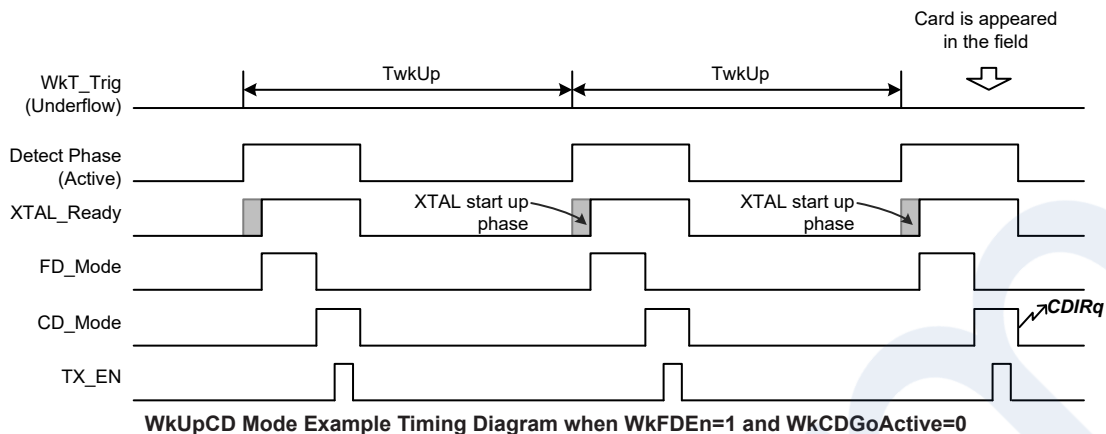 Card is appeared
in the field
WkT_Trig
(Underflow)
TwkUp
TwkUp
Detect Phase
(Active)
XTAL_Ready
XTAL start up
phase
XTAL start up
phase
FD_Mode
CD_Mode
CDIRq
TX_EN
WkUpCD Mode Example Timing Diagram when WkFDEn=1 and WkCDGoActive=0